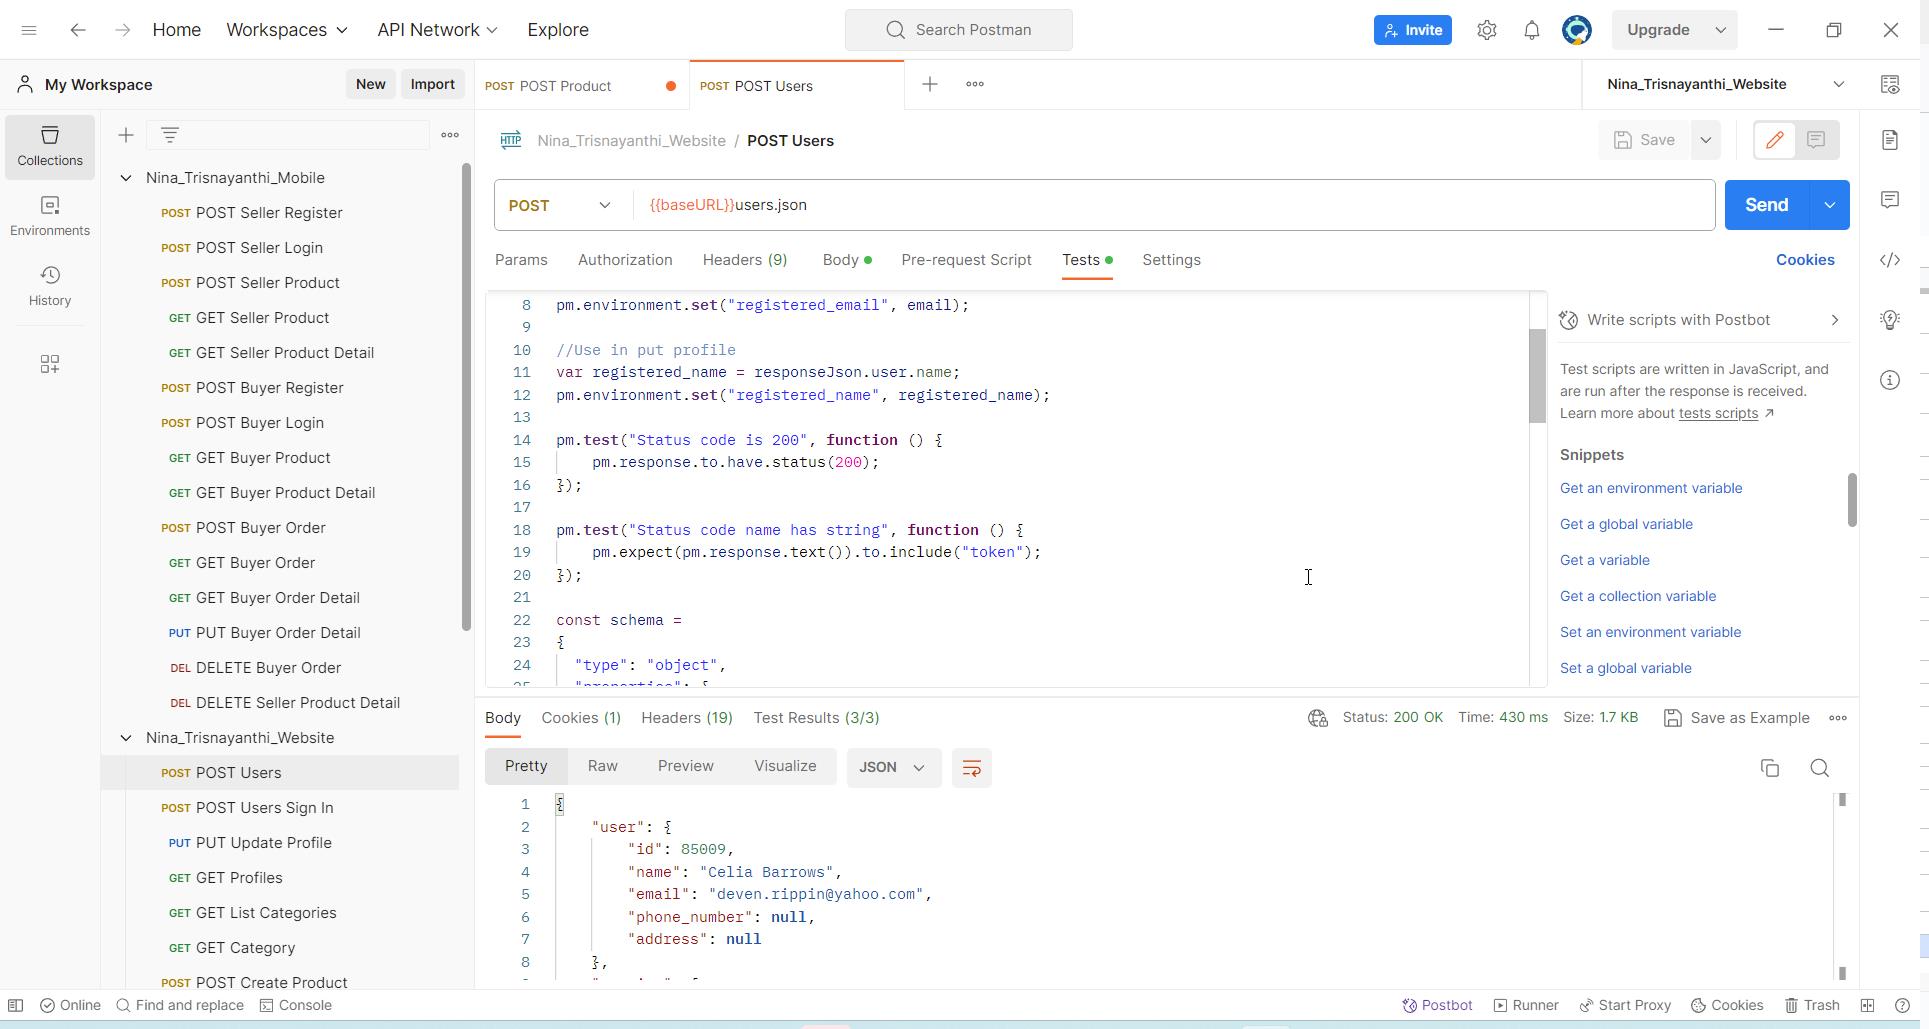 Home
Workspaces
API Network
Explore
Search Postman
Invite
Upgrade
My Workspace
New
Import
POST POST Product
POST POST Users
Nina_Trisnayanthi_Website
Collections
Environments
History
Nina_Trisnayanthi_Mobile
POST POST Seller Register
POST POST Seller Login
POST POST Seller Product
GET GET Seller Product
GET GET Seller Product Detail
POST POST Buyer Register
POST POST Buyer Login
GET GET Buyer Product
GET GET Buyer Product Detail
POST POST Buyer Order
GET GET Buyer Order
GET GET Buyer Order Detail
PUT PUT Buyer Order Detail
DEL DELETE Buyer Order
DEL DELETE Seller Product Detail
Nina_Trisnayanthi_Website
POST POST Users
POST POST Users Sign In
PUT PUT Update Profile
GET GET Profiles
GET GET List Categories
GET GET Category
POST POST Create Product
HTTP Nina_Trisnayanthi_Website / POST Users
Save
POST
{{baseURL}}users.json
Send
Params
Authorization
Headers (9)
Body
Pre-request Script
Tests
Settings
Cookies
8 pm.environment.set("registered_email", email);
9
10 //Use in put profile
11 var registered_name = responseJson.user.name;
12 pm.environment.set("registered_name", registered_name);
13
14 pm.test("Status code is 200", function () {
15 pm.response.to.have.status(200);
16 });
17
18 pm.test("Status code name has string", function () {
19 pm.expect(pm.response.text()).to.include("token");
20 });
21
22 const schema =
23 {
24 "type": "object",
25 "properties": {
Write scripts with Postbot
Test scripts are written in JavaScript, and
are run after the response is received.
Learn more about tests scripts
Snippets
Get an environment variable
Get a global variable
Get a variable
Get a collection variable
Set an environment variable
Set a global variable
Body
Cookies (1)
Headers (19)
Test Results (3/3)
Status: 200 OK
Time: 430 ms
Size: 1.7 KB
Save as Example
Pretty
Raw
Preview
Visualize
JSON
1 {
2 "user": {
3 "id": 85009,
4 "name": "Celia Barrows",
5 "email": "deven.rippin@yahoo.com",
6 "phone_number": null,
7 "address": null
8 },
Online
Find and replace
Console
Postbot
Runner
Start Proxy
Cookies
Trash